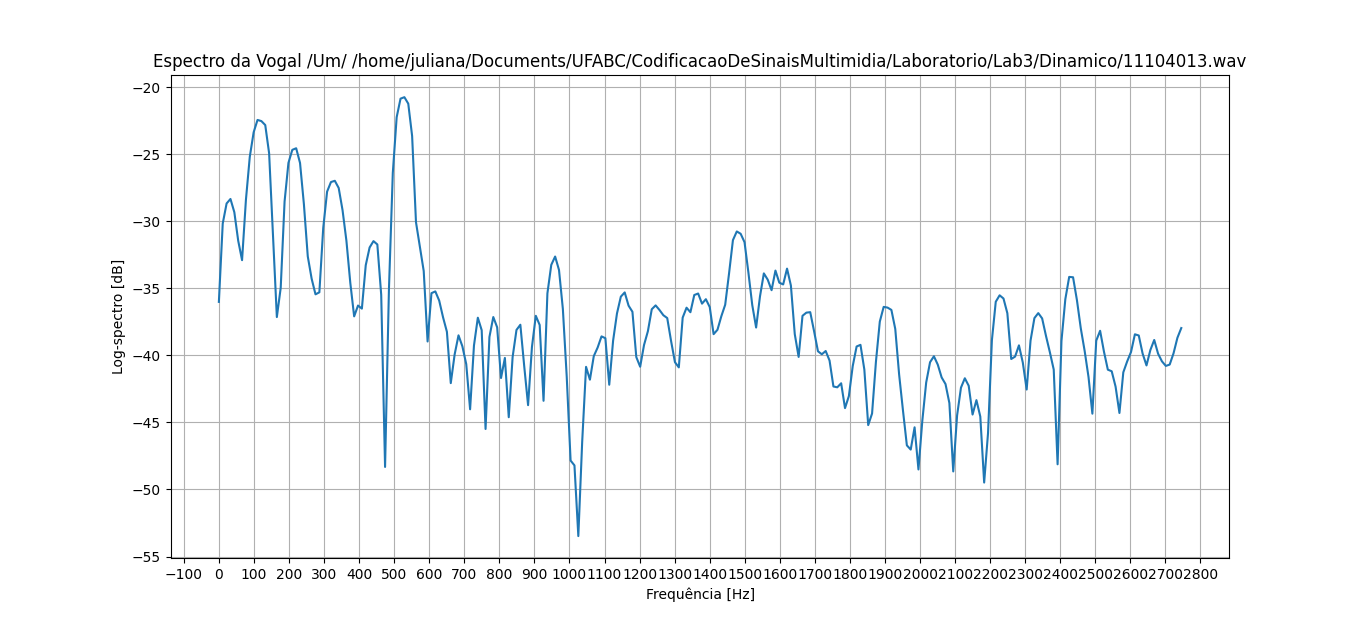 Espectro da Vogal /Um/ /home/juliana/Documents/UFABC/CodificacaoDeSinaisMultimidia/Laboratorio/Lab3/Dinamico/11104013.wav
−20
−25
−30
−35
−40
−45
−50
−55
Log-spectro [dB]
−100 0 100 200 300 400 500 600 700 800 900 1000 1100 1200 1300 1400 1500 1600 1700 1800 1900 2000 2100 2200 2300 2400 2500 2600 2700 2800
Frequência [Hz]